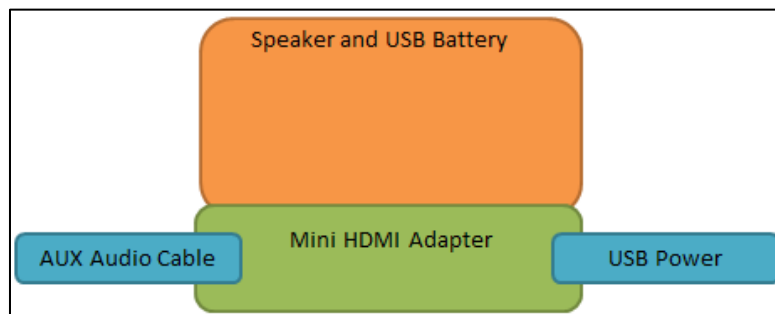 Speaker and USB Battery
Mini HDMI Adapter
AUX Audio Cable
USB Power